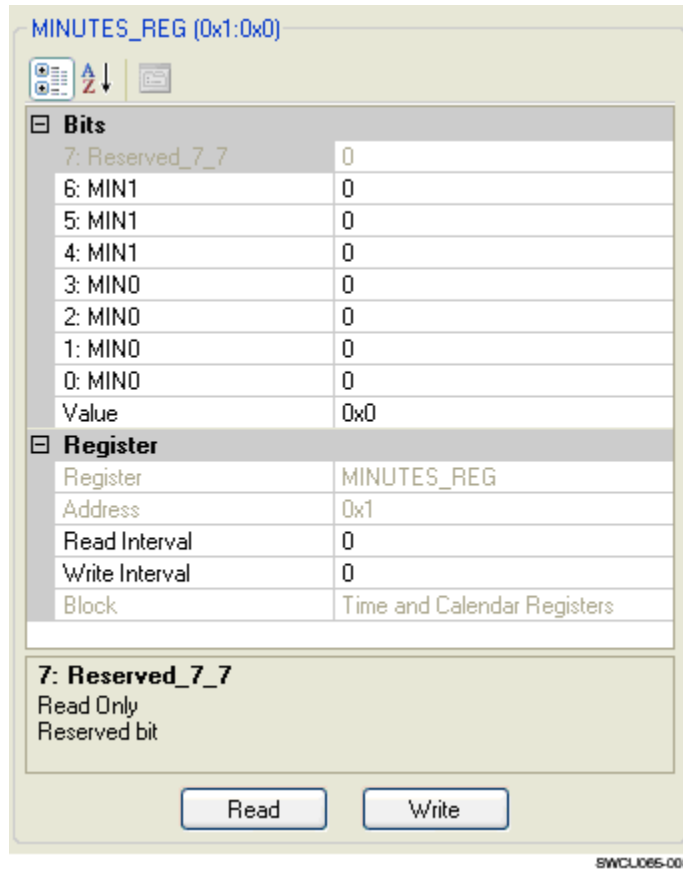 MINUTES_REG (0x1:0x0)
Bits
7: Reserved_7_7 0
6: MIN1 0
5: MIN1 0
4: MIN1 0
3: MIN0 0
2: MIN0 0
1: MIN0 0
0: MIN0 0
Value 0x0
Register
Register MINUTES_REG
Address 0x1
Read Interval 0
Write Interval 0
Block Time and Calendar Registers
7: Reserved_7_7
Read Only
Reserved bit
Read Write
SWCU065-00